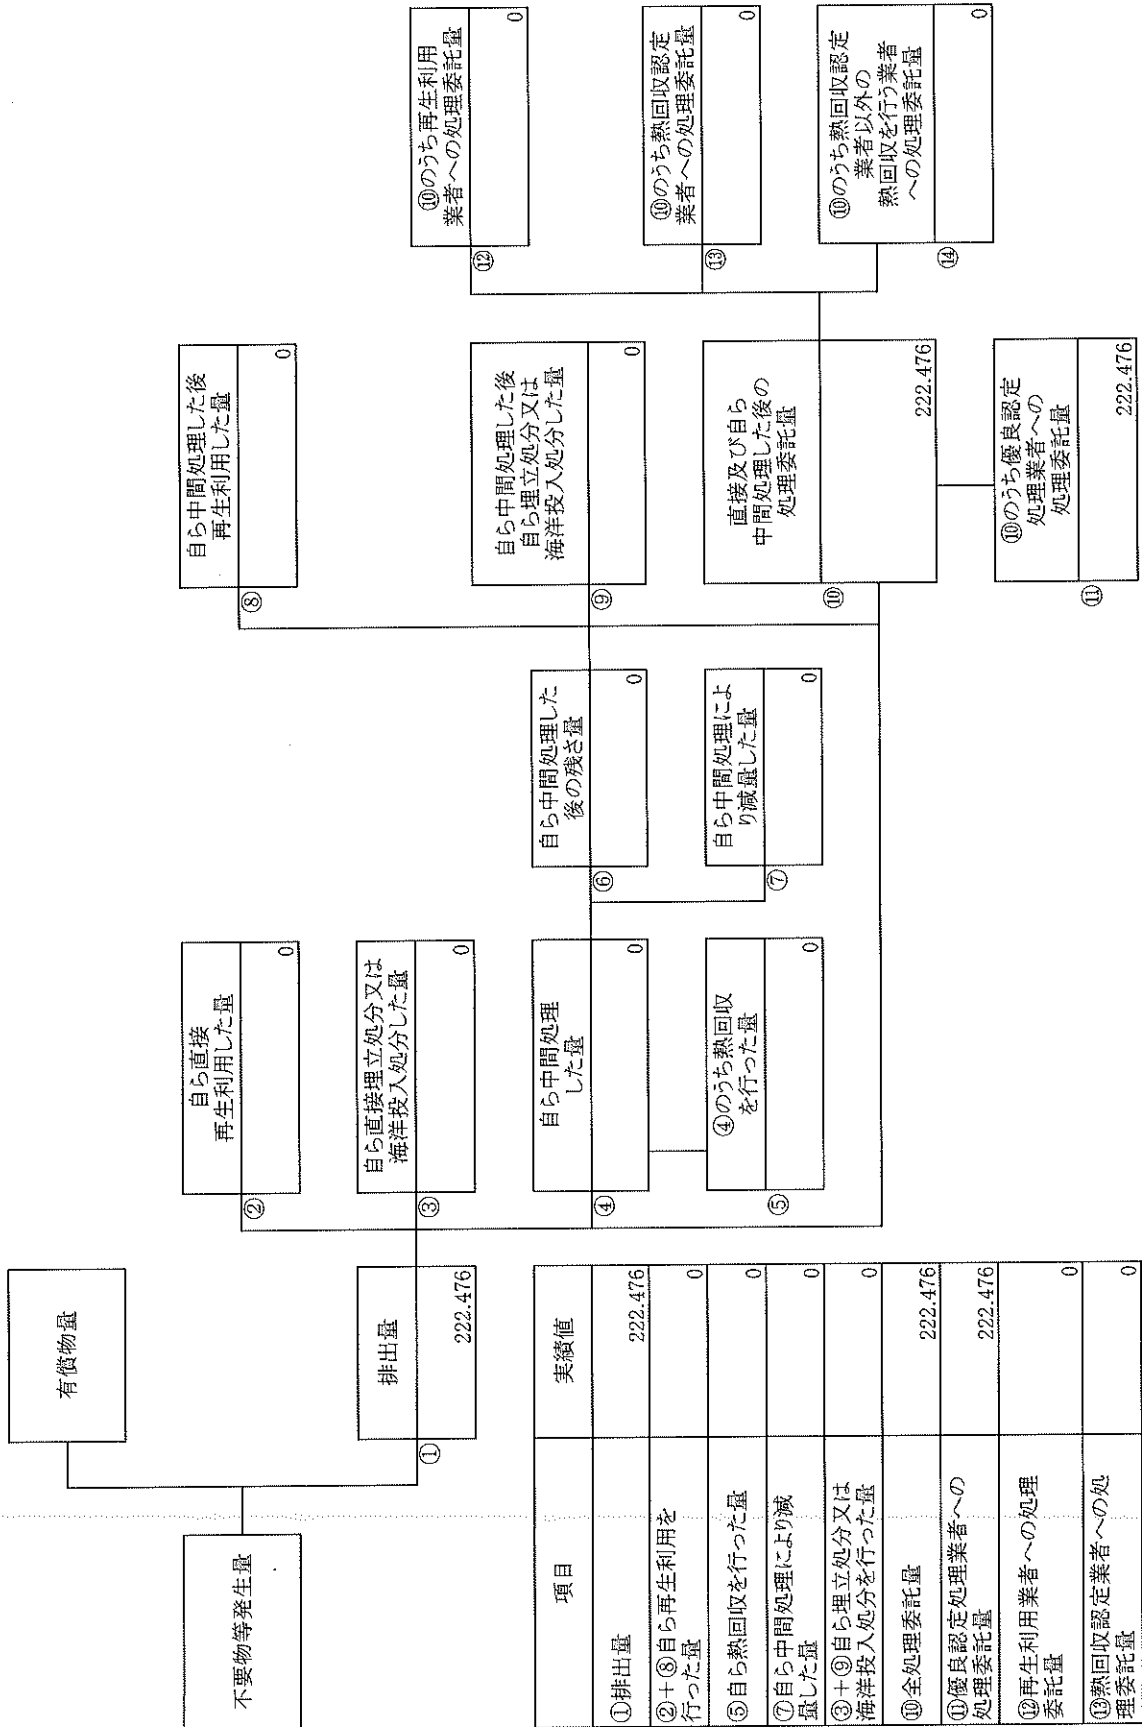 不要物等発生量
有償物量
①
排出量
222.476
②
自ら直接
再生利用した量
0
③
自ら直接埋立処分又は
海洋投入処分した量
0
④
自ら中間処理
した量
0
⑤
④のうち熱回収
を行った量
0
⑥
自ら中間処理した
後の残さ量
0
⑦
自ら中間処理によ
り減量した量
0
⑧
自ら中間処理した後
再生利用した量
0
⑨
自ら中間処理した後
自ら埋立処分又は
海洋投入処分した量
0
⑩
直接及び自ら
中間処理した後の
処理委託量
222.476
⑪
⑩のうち優良認定
処理業者への
処理委託量
222.476
⑫
⑩のうち再生利用
業者への処理委託量
0
⑬
⑩のうち熱回収認定
業者への処理委託量
0
⑭
⑩のうち熱回収認定
業者以外の
熱回収を行う業者
への処理委託量
0
項目 実績値
①排出量 222.476
②+⑧自ら再生利用を
行った量 0
⑤自ら熱回収を行った量 0
⑦自ら中間処理により減
量した量 0
③+⑨自ら埋立処分又は
海洋投入処分を行った量 0
⑩全処理委託量 222.476
⑪優良認定処理業者への
処理委託量 222.476
⑫再生利用業者への処理
委託量 0
⑬熱回収認定業者への処
理委託量 0